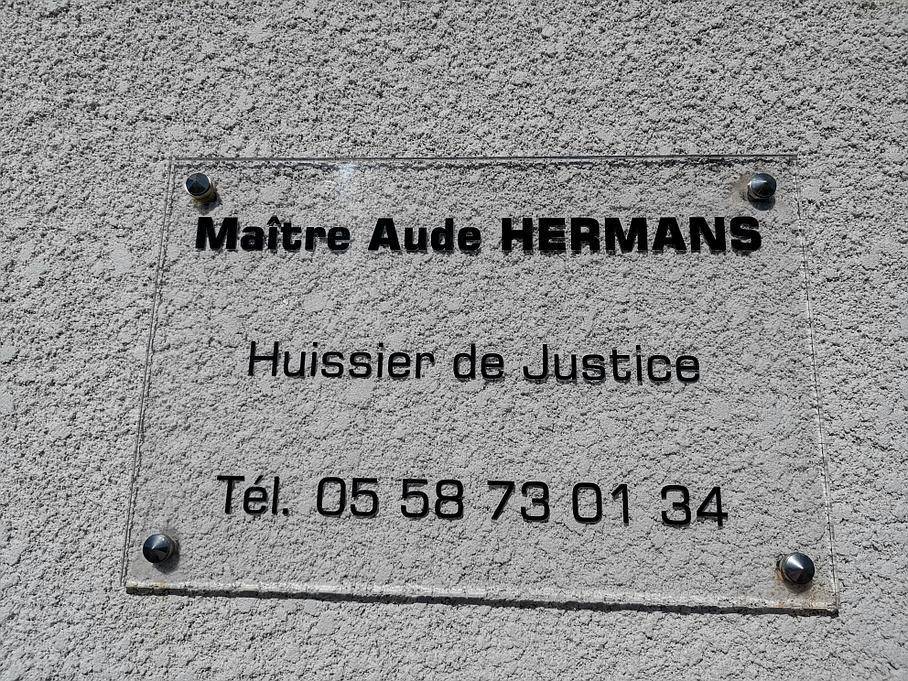 Maître Aude HERMANS
Huissier de Justice
Tél. 05 58 73 01 34